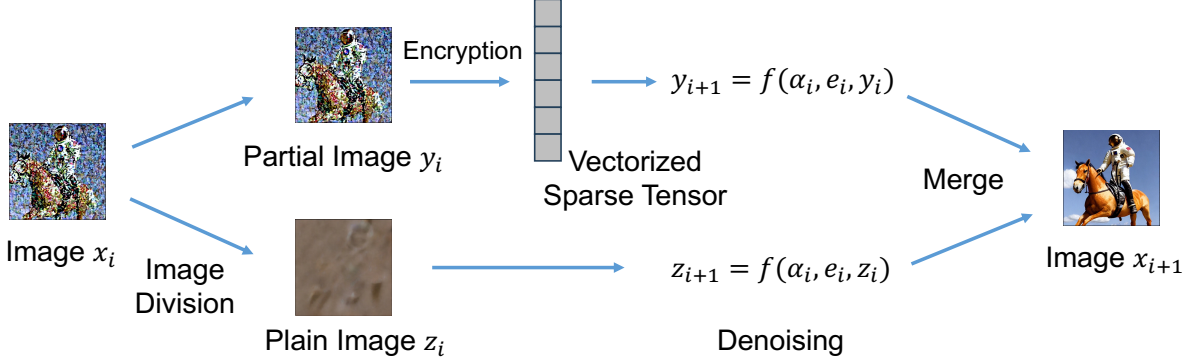 Encryption
y_{i+1} = f(α_i, e_i, y_i)
Partial Image y_i
Vectorized
Sparse Tensor
Merge
Image x_i
Image
Division
z_{i+1} = f(α_i, e_i, z_i)
Image x_{i+1}
Plain Image z_i
Denoising